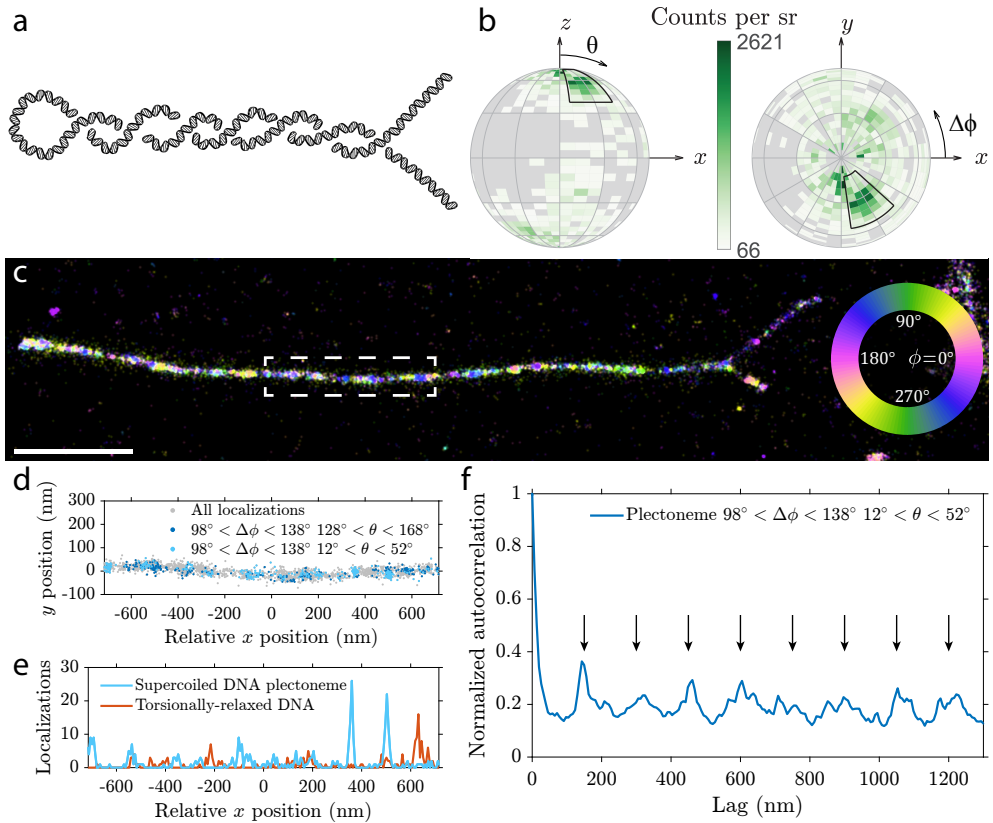 a
b
Counts per sr
z
θ
x
2621
66
y
Δϕ
x
c
90°
180° ϕ=0°
270°
d
y position (nm)
300
200
100
0
-100
All localizations
98° < Δϕ < 138° 128° < θ < 168°
98° < Δϕ < 138° 12° < θ < 52°
-600 -400 -200 0 200 400 600
Relative x position (nm)
e
Localizations
30
20
10
0
Supercoiled DNA plectoneme
Torsionally-relaxed DNA
-600 -400 -200 0 200 400 600
Relative x position (nm)
f
Normalized autocorrelation
1
0.8
0.6
0.4
0.2
0
Plectoneme 98° < Δϕ < 138° 12° < θ < 52°
0 200 400 600 800 1000 1200
Lag (nm)